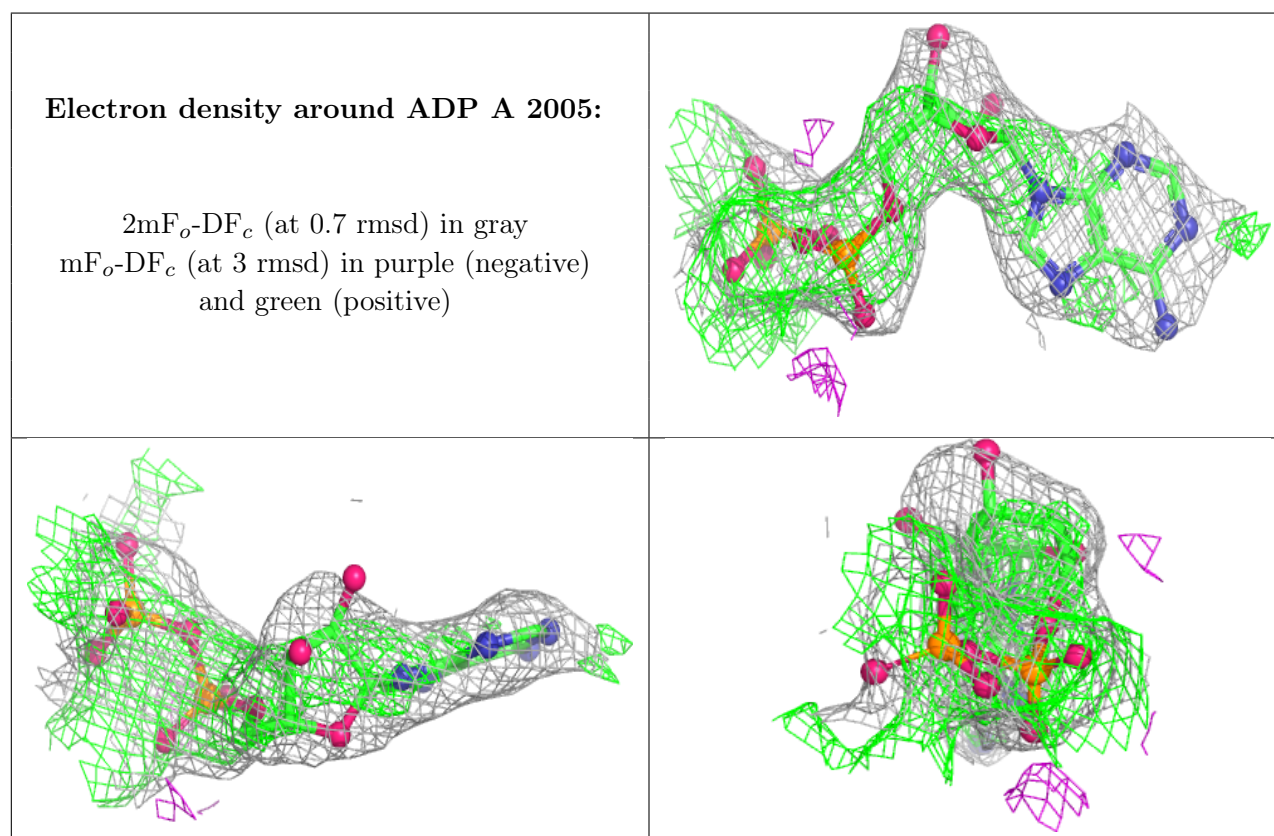 Electron density around ADP A 2005:
2mFₒ-DF𝒸 (at 0.7 rmsd) in gray
mFₒ-DF𝒸 (at 3 rmsd) in purple (negative)
and green (positive)